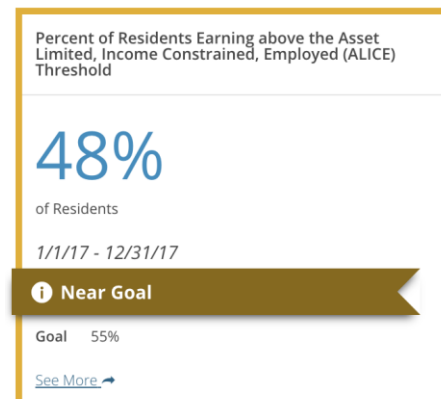 Percent of Residents Earning above the Asset
Limited, Income Constrained, Employed (ALICE)
Threshold
48%
of Residents
1/1/17 - 12/31/17
Near Goal
Goal 55%
See More